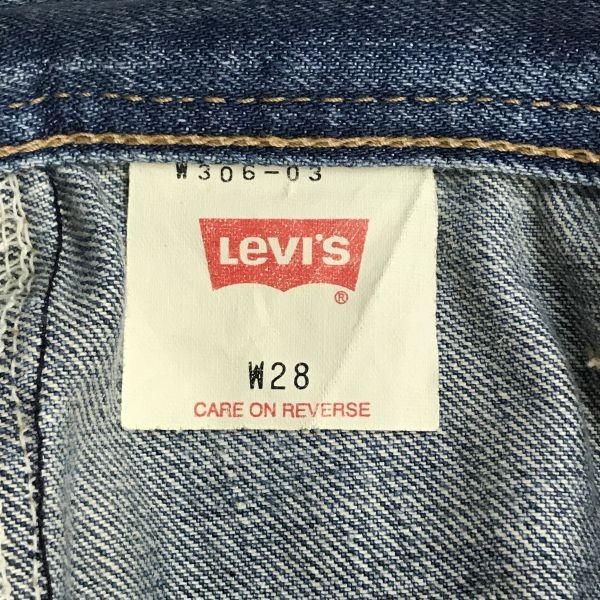 W306-03
LEVI'S
®
W28
CARE ON REVERSE